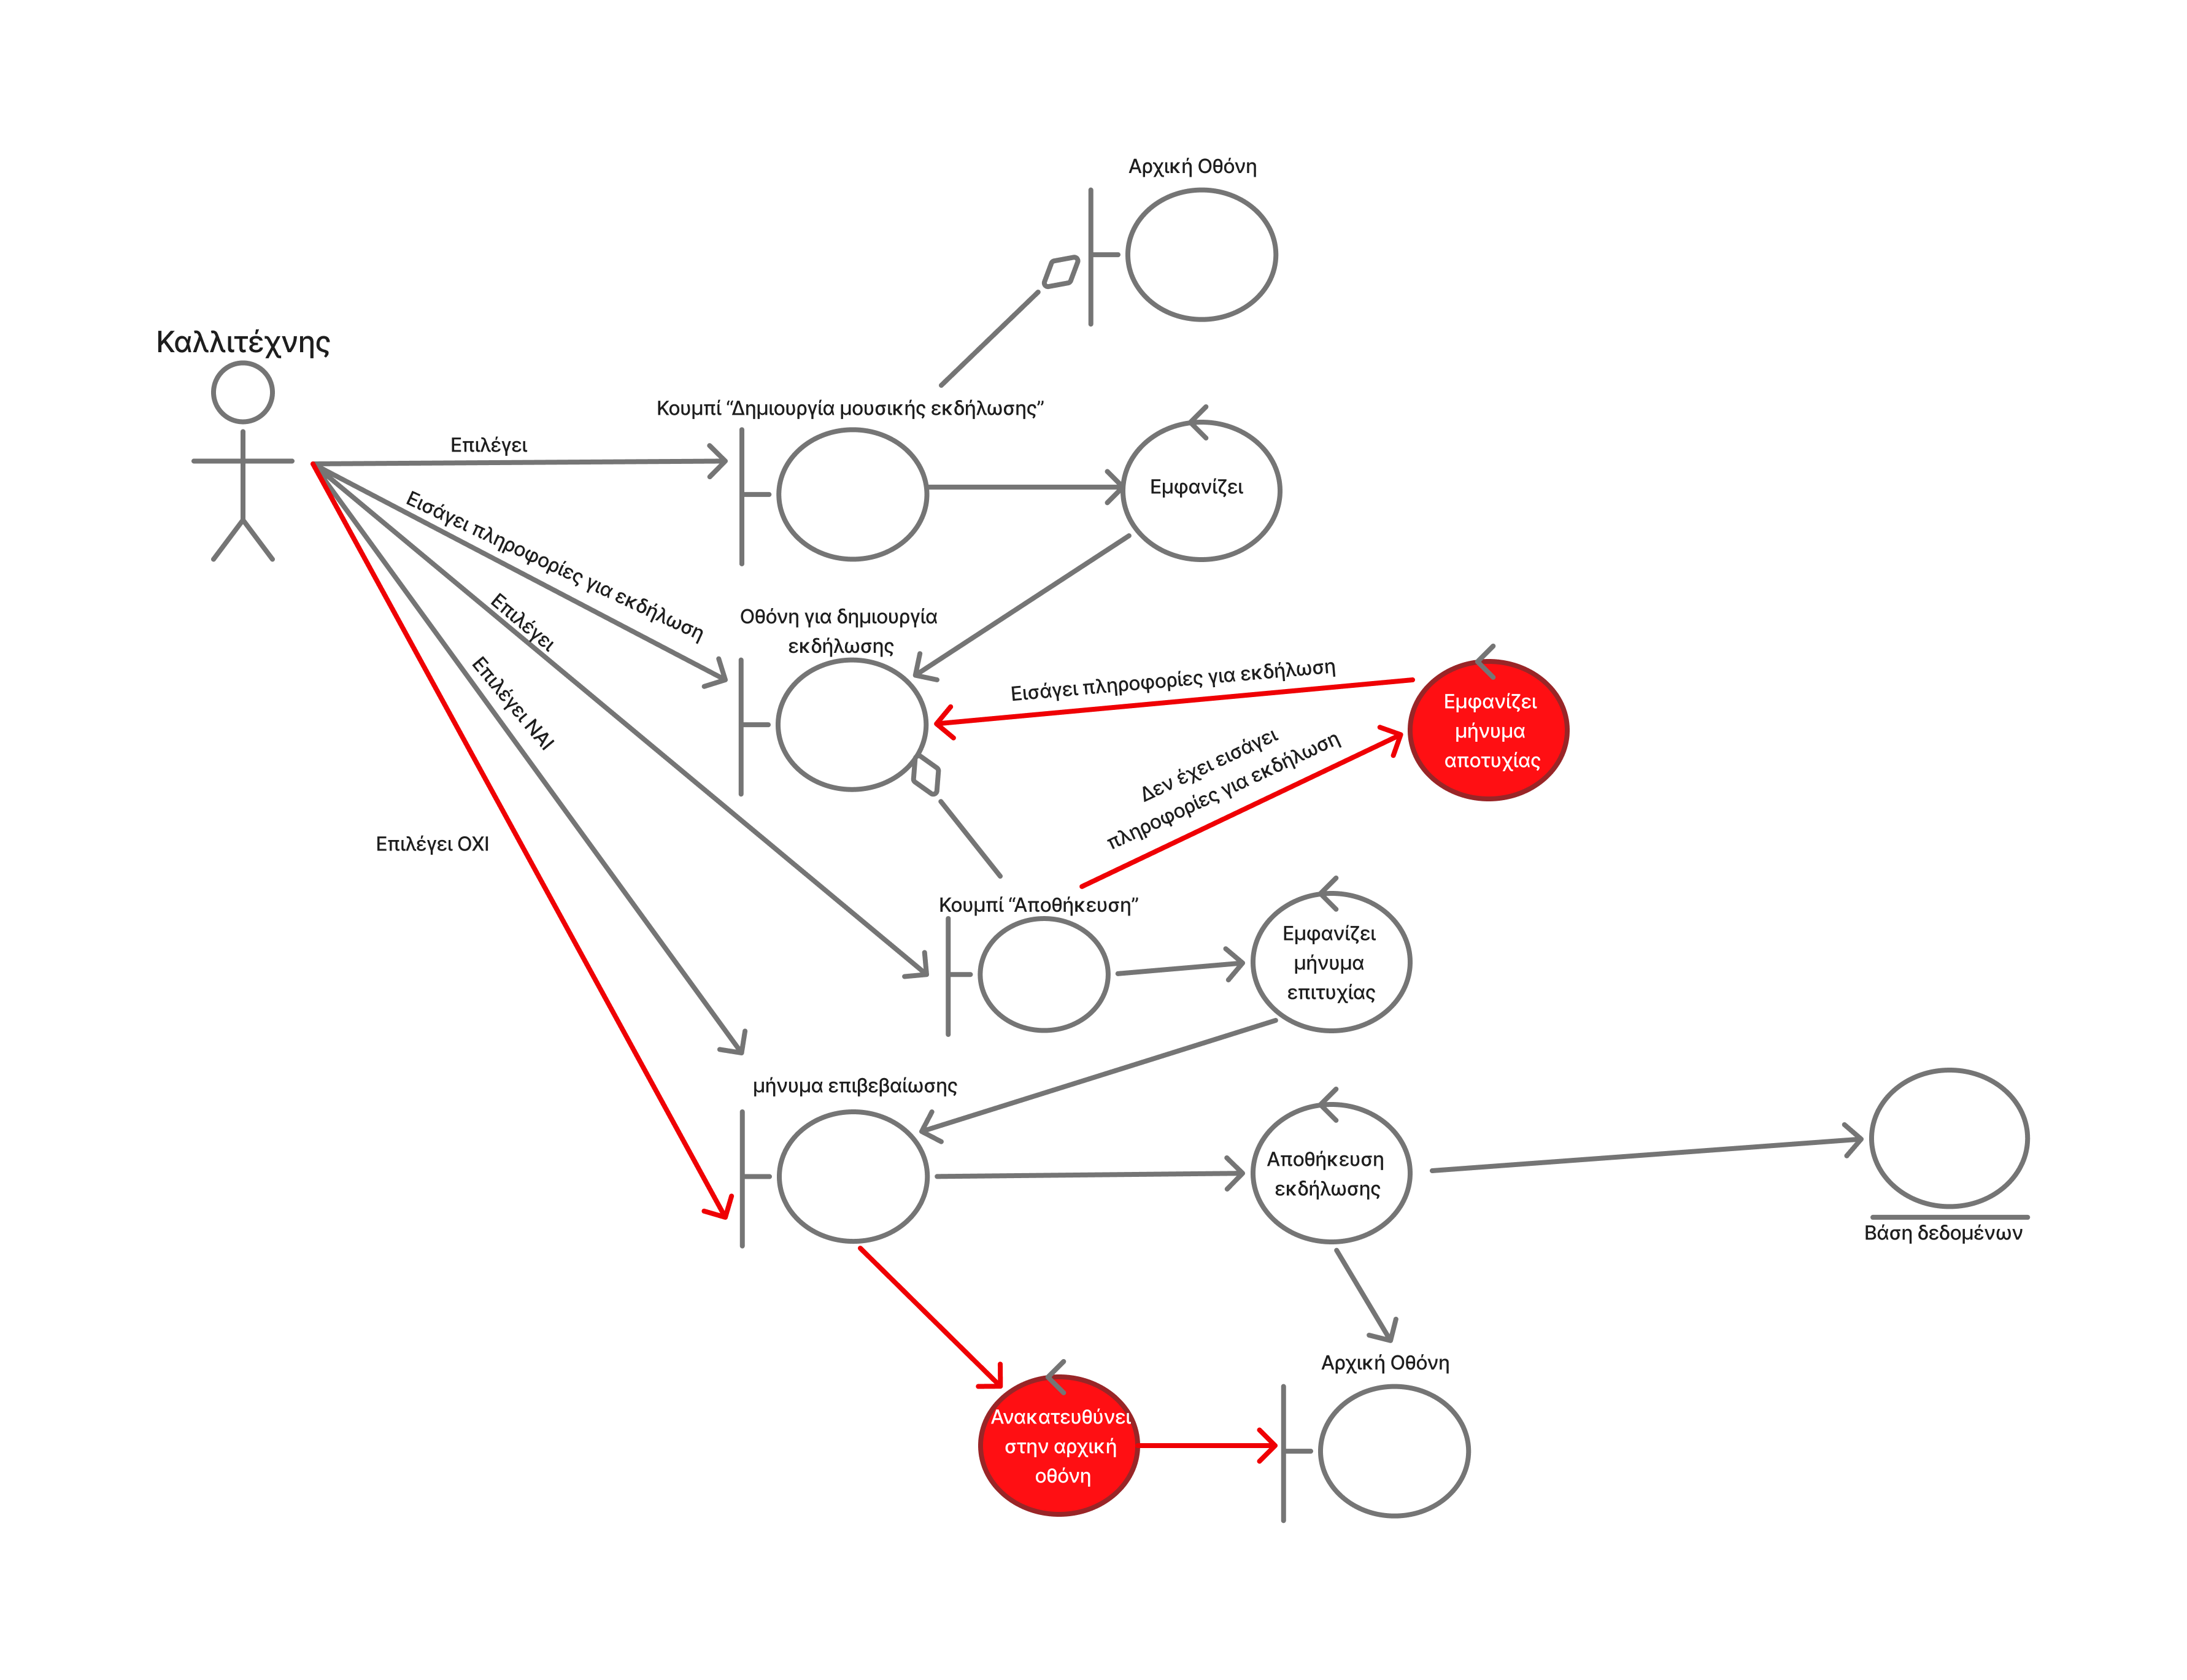 Αρχική Οθόνη
Καλλιτέχνης
Κουμπί “Δημιουργία μουσικής εκδήλωσης”
Επιλέγει
Εμφανίζει
Εισάγει πληροφορίες για εκδήλωση
Επιλέγει
Οθόνη για δημιουργία
εκδήλωσης
Επιλέγει ΝΑΙ
Εισάγει πληροφορίες για εκδήλωση
Εμφανίζει
μήνυμα
αποτυχίας
Δεν έχει εισάγει
πληροφορίες για εκδήλωση
Επιλέγει ΟΧΙ
Κουμπί “Αποθήκευση”
Εμφανίζει
μήνυμα
επιτυχίας
μήνυμα επιβεβαίωσης
Αποθήκευση
εκδήλωσης
Βάση δεδομένων
Αρχική Οθόνη
Ανακατευθύνει
στην αρχική
οθόνη